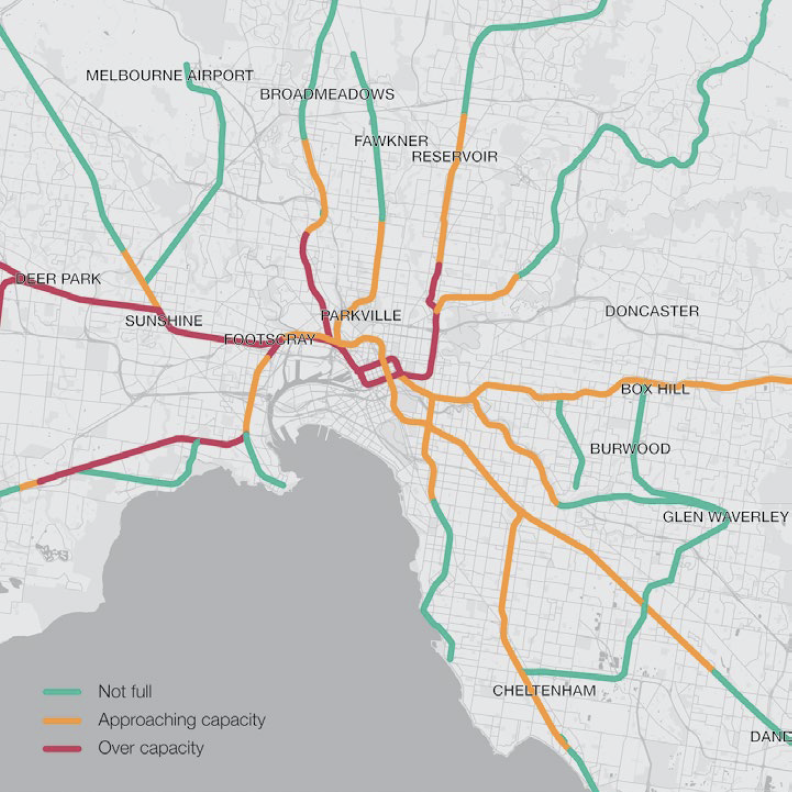 MELBOURNE AIRPORT
BROADMEADOWS
FAWKNER
RESERVOIR
DEER PARK
SUNSHINE
PARKVILLE
FOOTSCRAY
DONCASTER
BOX HILL
BURWOOD
GLEN WAVERLEY
CHELTENHAM
DAND
Not full
Approaching capacity
Over capacity